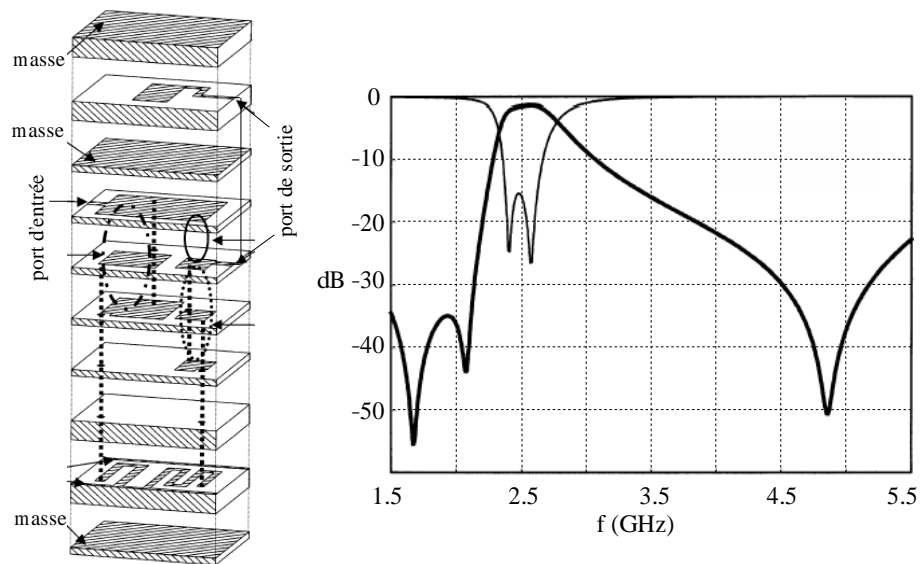 masse
masse
port d'entrée
port de sortie
masse
0
-10
-20
dB
-30
-40
-50
1.5
2.5
3.5
4.5
5.5
f (GHz)